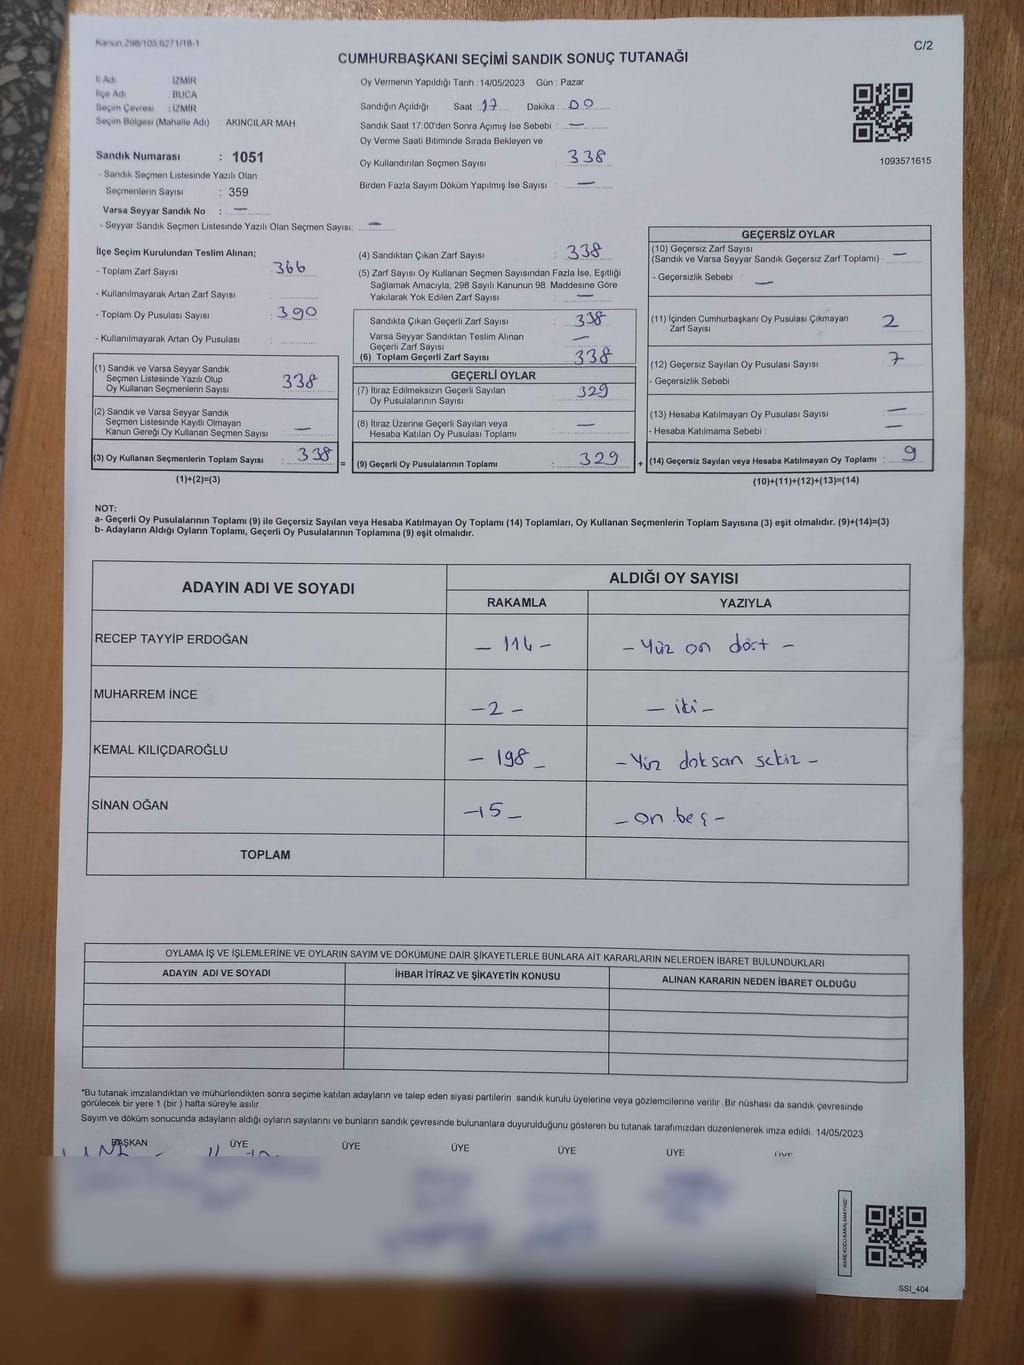 Kanun 298/105,6271/18-1
C/2
CUMHURBAŞKANI SEÇİMİ SANDIK SONUÇ TUTANAĞI
İl Adı : İZMİR
İlçe Adı : BUCA
Seçim Çevresi : İZMİR
Seçim Bölgesi (Mahalle Adı) : AKINCILAR MAH
Sandık Numarası : 1051
- Sandık Seçmen Listesinde Yazılı Olan
Seçmenlerin Sayısı : 359
Varsa Seyyar Sandık No : —
- Seyyar Sandık Seçmen Listesinde Yazılı Olan Seçmen Sayısı: —
Oy Vermenin Yapıldığı Tarih : 14/05/2023 Gün : Pazar
Sandığın Açıldığı Saat : 17 Dakika : 00
Sandık Saat 17:00'den Sonra Açımış İse Sebebi : —
Oy Verme Saati Bitiminde Sırada Bekleyen ve
Oy Kullandırılan Seçmen Sayısı : 338
Birden Fazla Sayım Döküm Yapılmış İse Sayısı : —
1093571615
İlçe Seçim Kurulundan Teslim Alınan;
- Toplam Zarf Sayısı : 366
- Kullanılmayarak Artan Zarf Sayısı :
- Toplam Oy Pusulası Sayısı : 390
- Kullanılmayarak Artan Oy Pusulası :
(1) Sandık ve Varsa Seyyar Sandık
Seçmen Listesinde Yazılı Olup
Oy Kullanan Seçmenlerin Sayısı : 338
(2) Sandık ve Varsa Seyyar Sandık
Seçmen Listesinde Kayıtlı Olmayan
Kanun Gereği Oy Kullanan Seçmen Sayısı : —
(3) Oy Kullanan Seçmenlerin Toplam Sayısı : 338
(1)+(2)=(3)
=
(4) Sandıktan Çıkan Zarf Sayısı : 338
(5) Zarf Sayısı Oy Kullanan Seçmen Sayısından Fazla İse, Eşitliği
Sağlamak Amacıyla, 298 Sayılı Kanunun 98. Maddesine Göre
Yakılarak Yok Edilen Zarf Sayısı : —
Sandıkta Çıkan Geçerli Zarf Sayısı : 338
Varsa Seyyar Sandıktan Teslim Alınan
Geçerli Zarf Sayısı : —
(6) Toplam Geçerli Zarf Sayısı : 338
GEÇERLİ OYLAR
(7) İtiraz Edilmeksizin Geçerli Sayılan
Oy Pusulalarının Sayısı : 329
(8) İtiraz Üzerine Geçerli Sayılan veya
Hesaba Katılan Oy Pusulası Toplamı : —
(9) Geçerli Oy Pusulalarının Toplamı : 329
+
GEÇERSİZ OYLAR
(10) Geçersiz Zarf Sayısı
(Sandık ve Varsa Seyyar Sandık Geçersiz Zarf Toplamı) : —
- Geçersizlik Sebebi : —
(11) İçinden Cumhurbaşkanı Oy Pusulası Çıkmayan
Zarf Sayısı 2
(12) Geçersiz Sayılan Oy Pusulası Sayısı : 7
- Geçersizlik Sebebi :
(13) Hesaba Katılmayan Oy Pusulası Sayısı : —
- Hesaba Katılmama Sebebi : —
(14) Geçersiz Sayılan veya Hesaba Katılmayan Oy Toplamı : 9
(10)+(11)+(12)+(13)=(14)
NOT:
a- Geçerli Oy Pusulalarının Toplamı (9) ile Geçersiz Sayılan veya Hesaba Katılmayan Oy Toplamı (14) Toplamları, Oy Kullanan Seçmenlerin Toplam Sayısına (3) eşit olmalıdır. (9)+(14)=(3)
b- Adayların Aldığı Oyların Toplamı, Geçerli Oy Pusulalarının Toplamına (9) eşit olmalıdır.
ADAYIN ADI VE SOYADI
ALDIĞI OY SAYISI
RAKAMLA YAZIYLA
RECEP TAYYİP ERDOĞAN — 114 — — Yüz on dört —
MUHARREM İNCE — 2 — — iki —
KEMAL KILIÇDAROĞLU — 198 — — Yüz doksan sekiz —
SİNAN OĞAN — 15 — — on beş —
TOPLAM
OYLAMA İŞ VE İŞLEMLERİNE VE OYLARIN SAYIM VE DÖKÜMÜNE DAİR ŞİKAYETLERLE BUNLARA AİT KARARLARIN NELERDEN İBARET BULUNDUKLARI
ADAYIN ADI VE SOYADI İHBAR İTİRAZ VE ŞİKAYETİN KONUSU ALINAN KARARIN NEDEN İBARET OLDUĞU
*Bu tutanak imzalandıktan ve mühürlendikten sonra seçime katılan adayların ve talep eden siyasi partilerin sandık kurulu üyelerine veya gözlemcilerine verilir .Bir nüshası da sandık çevresinde
görülecek bir yere 1 (bir ) hafta süreyle asılır.
Sayım ve döküm sonucunda adayların aldığı oyların sayılarını ve bunların sandık çevresinde bulunanlara duyurulduğunu gösteren bu tutanak tarafımızdan düzenlenerek imza edildi. 14/05/2023
BAŞKAN ÜYE ÜYE ÜYE ÜYE ÜYE ÜYE
KARE KODU KARALAMAYINIZ!
SSI_404